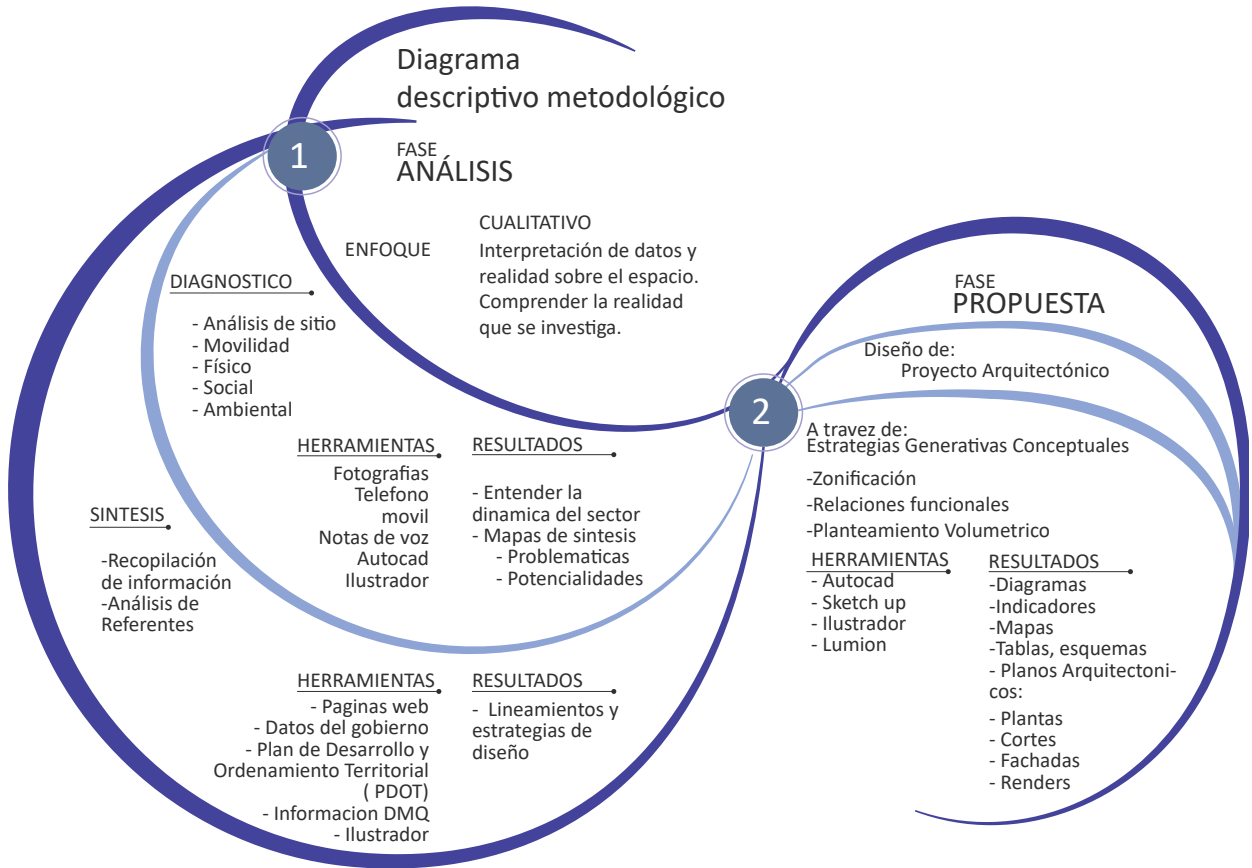 Diagrama
descriptivo metodológico
1
FASE
ANÁLISIS
ENFOQUE
CUALITATIVO
Interpretación de datos y
realidad sobre el espacio.
Comprender la realidad
que se investiga.
DIAGNOSTICO
- Análisis de sitio
- Movilidad
- Físico
- Social
- Ambiental
HERRAMIENTAS
Fotografias
Telefono
movil
Notas de voz
Autocad
Ilustrador
RESULTADOS
- Entender la
dinamica del sector
- Mapas de sintesis
- Problematicas
- Potencialidades
SINTESIS
-Recopilación
de información
-Análisis de
Referentes
HERRAMIENTAS
- Paginas web
- Datos del gobierno
- Plan de Desarrollo y
Ordenamiento Territorial
( PDOT)
- Informacion DMQ
- Ilustrador
RESULTADOS
- Lineamientos y
estrategias de
diseño
2
FASE
PROPUESTA
Diseño de:
Proyecto Arquitectónico
A travez de:
Estrategias Generativas Conceptuales
-Zonificación
-Relaciones funcionales
-Planteamiento Volumetrico
HERRAMIENTAS
- Autocad
- Sketch up
- Ilustrador
- Lumion
RESULTADOS
-Diagramas
-Indicadores
-Mapas
-Tablas, esquemas
- Planos Arquitectoni-
cos:
- Plantas
- Cortes
- Fachadas
- Renders